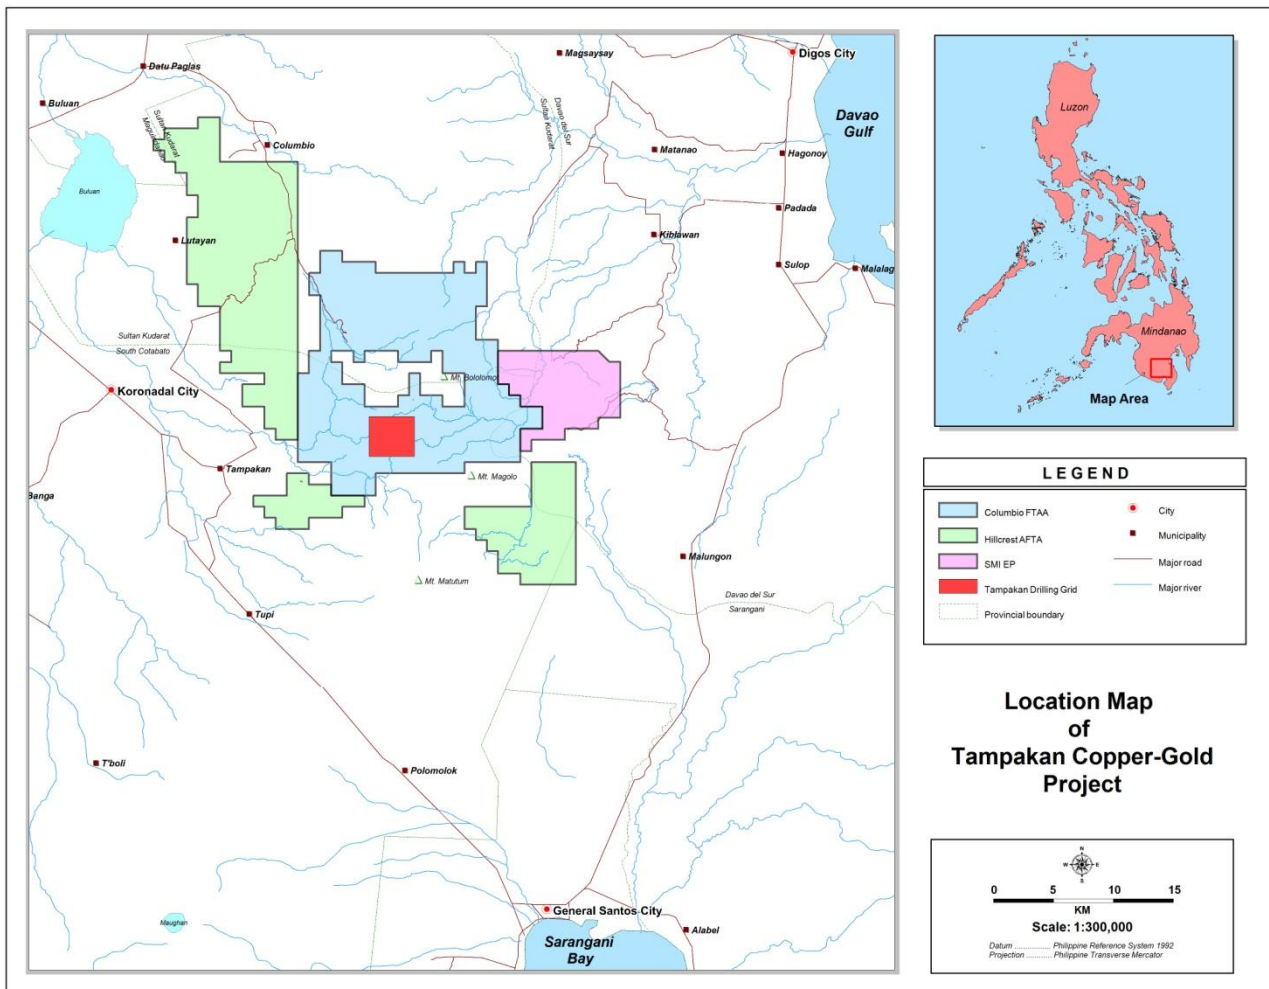 Digos City
Magsaysay
Datu Paglas
Buluan
Davao
Gulf
Davao del Sur
Sultan Kudarat
Sultan Kudarat
Columbio
Matanao
Hagonoy
Buluan
Padada
Lutayan
Kiblawan
Sulop
Malalag
Sultan Kudarat
South Cotabato
Mt. Bololomo
Koronadal City
Tampakan
Mt. Magolo
Banga
Malungon
Mt. Matutum
Davao del Sur
Sarangani
Tupi
T'boli
Polomolok
General Santos City
Maughan
Alabel
Sarangani
Bay
Luzon
Mindanao
Map Area
LEGEND
Columbio FTAA
City
Hillcrest AFTA
Municipality
SMI EP
Major road
Tampakan Drilling Grid
Major river
Provincial boundary
Location Map
of
Tampakan Copper-Gold
Project
N
W E
S
0 5 10 15
KM
Scale: 1:300,000
Datum .................. Philippine Reference System 1992
Projection ............ Philippine Transverse Mercator